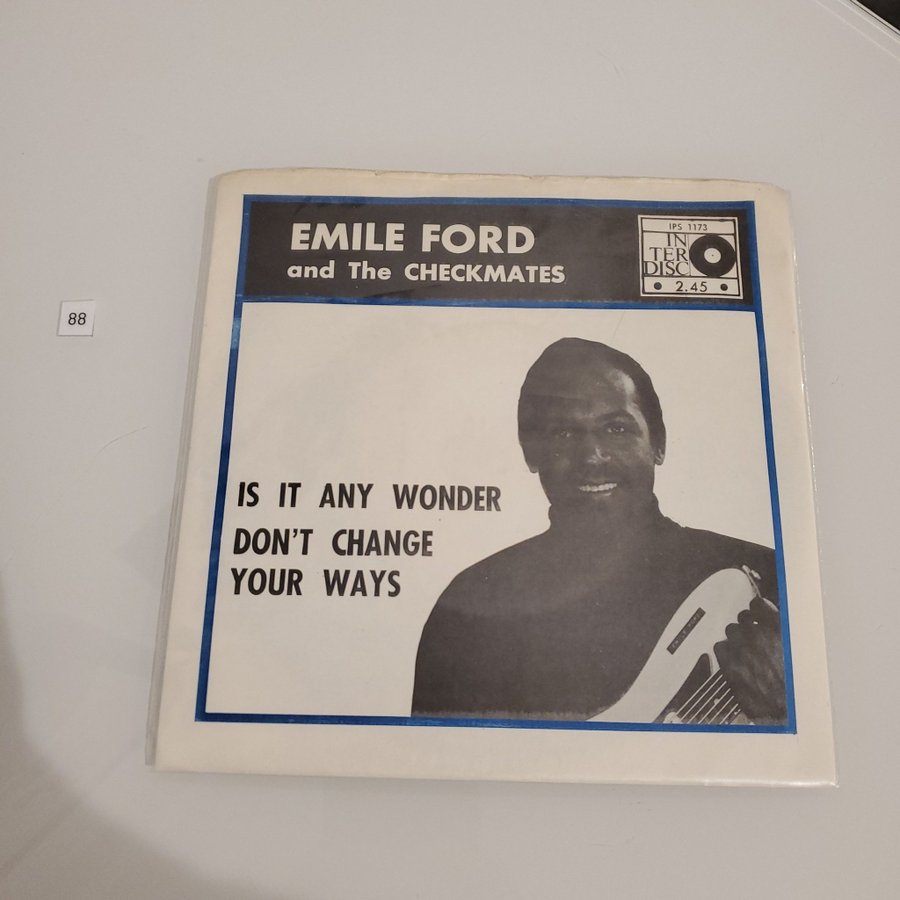 88
EMILE FORD
and The CHECKMATES
IPS 1173
IN
TER
DISC
• 2.45 •
IS IT ANY WONDER
DON'T CHANGE
YOUR WAYS